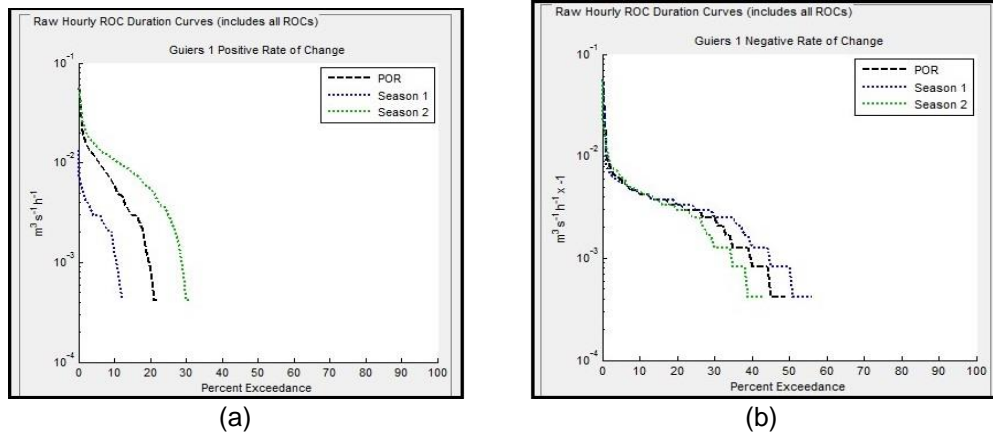 Raw Hourly ROC Duration Curves (includes all ROCs)
Guiers 1 Positive Rate of Change
10⁻¹
10⁻²
10⁻³
10⁻⁴
m³ s⁻¹ h⁻¹
POR
Season 1
Season 2
0 10 20 30 40 50 60 70 80 90 100
Percent Exceedance
(a)
Raw Hourly ROC Duration Curves (includes all ROCs)
Guiers 1 Negative Rate of Change
10⁻¹
10⁻²
10⁻³
10⁻⁴
m³ s⁻¹ h⁻¹ x -1
POR
Season 1
Season 2
0 10 20 30 40 50 60 70 80 90 100
Percent Exceedance
(b)